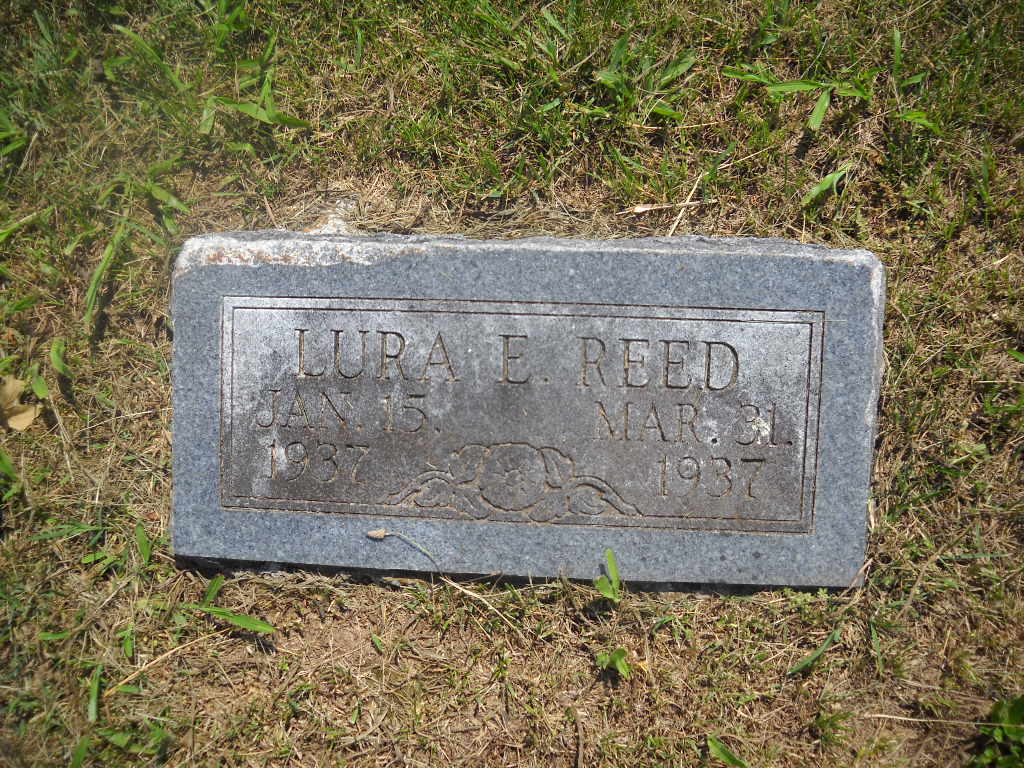 LURA E. REED
JAN. 15, MAR. 31,
1937 1937